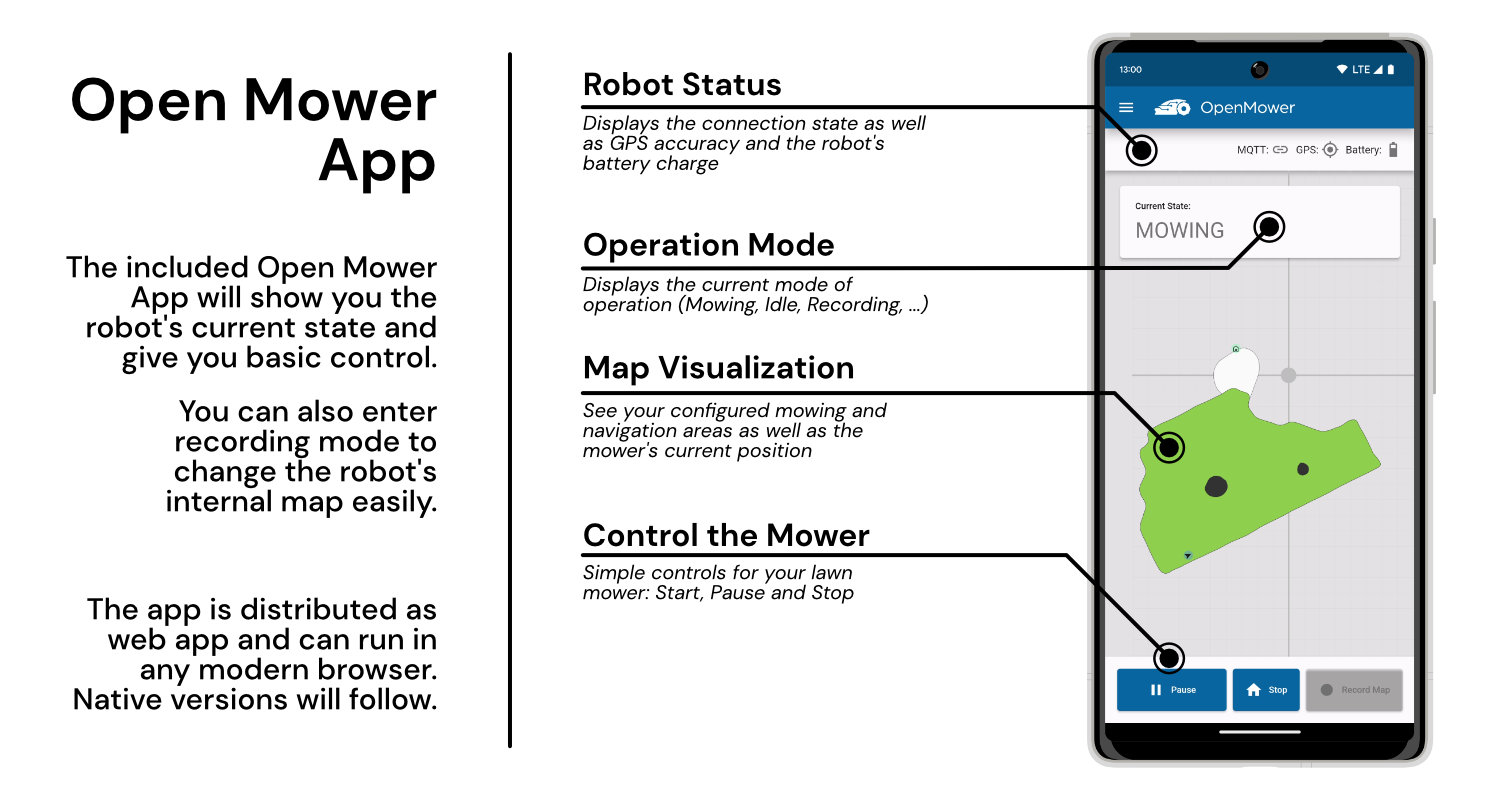 Open Mower
App
The included Open Mower
App will show you the
robot's current state and
give you basic control.
You can also enter
recording mode to
change the robot's
internal map easily.
The app is distributed as
web app and can run in
any modern browser.
Native versions will follow.
Robot Status
Displays the connection state as well
as GPS accuracy and the robot's
battery charge
Operation Mode
Displays the current mode of
operation (Mowing, Idle, Recording, ...)
Map Visualization
See your configured mowing and
navigation areas as well as the
mower's current position
Control the Mower
Simple controls for your lawn
mower: Start, Pause and Stop
13:00 LTE
OpenMower
MQTT: GPS: Battery:
Current State:
MOWING
Pause Stop Record Map